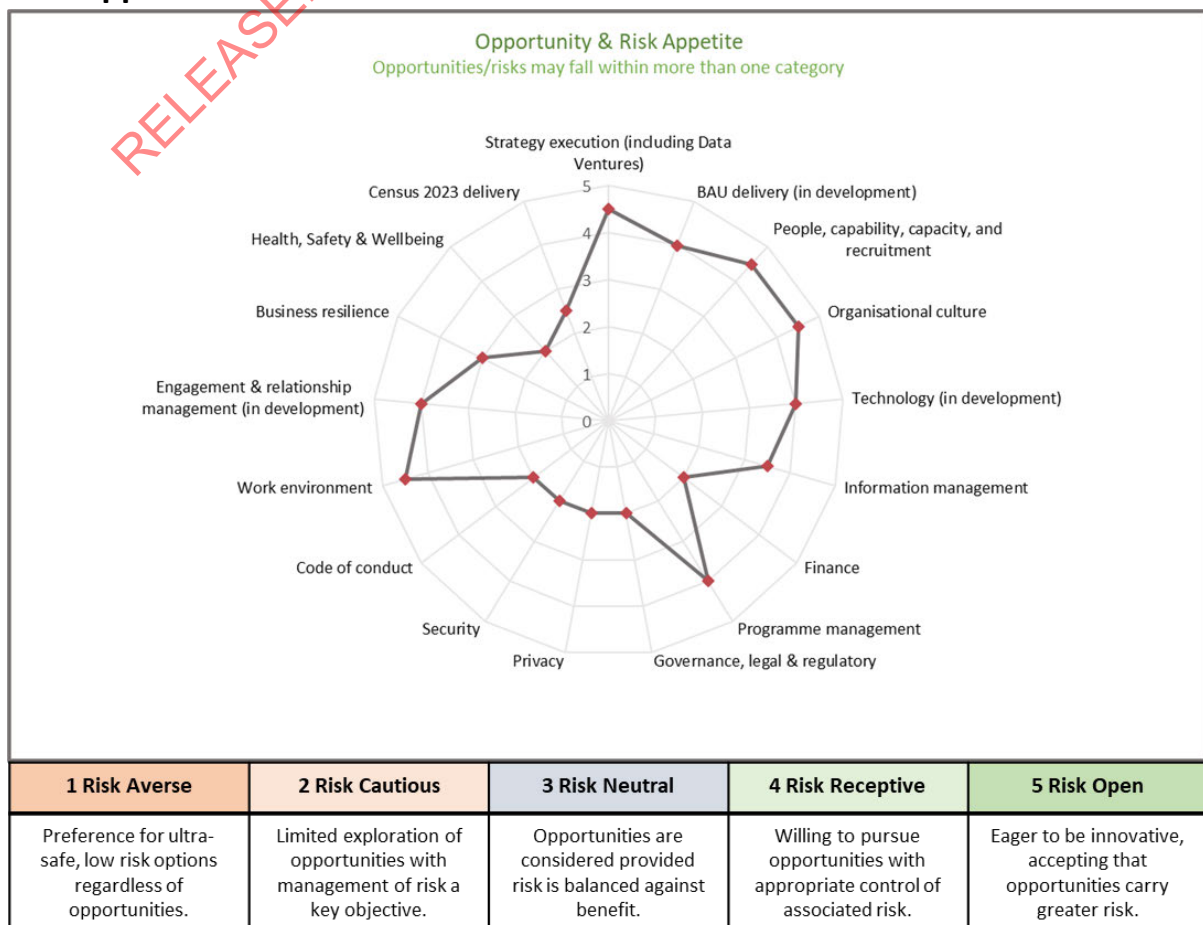 Opportunity & Risk Appetite
Opportunities/risks may fall within more than one category
Strategy execution (including Data
Ventures)
BAU delivery (in development)
People, capability, capacity, and
recruitment
Organisational culture
Technology (in development)
Information management
Finance
Programme management
Governance, legal & regulatory
Privacy
Security
Code of conduct
Work environment
Engagement & relationship
management (in development)
Business resilience
Health, Safety & Wellbeing
Census 2023 delivery
5
4
3
2
1
0
1 Risk Averse
Preference for ultra-
safe, low risk options
regardless of
opportunities.
2 Risk Cautious
Limited exploration of
opportunities with
management of risk a
key objective.
3 Risk Neutral
Opportunities are
considered provided
risk is balanced against
benefit.
4 Risk Receptive
Willing to pursue
opportunities with
appropriate control of
associated risk.
5 Risk Open
Eager to be innovative,
accepting that
opportunities carry
greater risk.